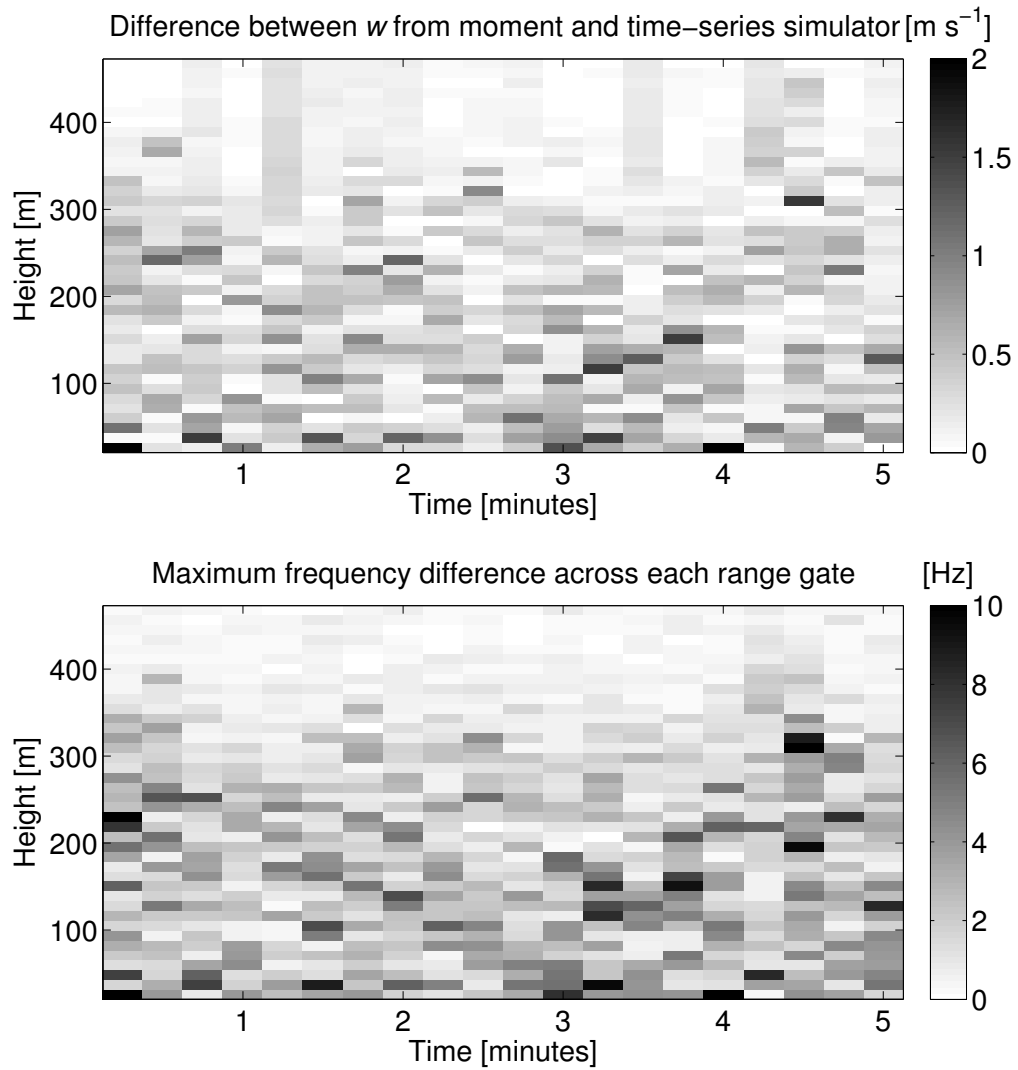 Difference between w from moment and time−series simulator [m s−1]
2
400
1.5
300
Height [m]
1
200
0.5
100
0
1 2 3 4 5
Time [minutes]
Maximum frequency difference across each range gate [Hz]
10
400
8
300
6
Height [m]
200
4
100
2
0
1 2 3 4 5
Time [minutes]